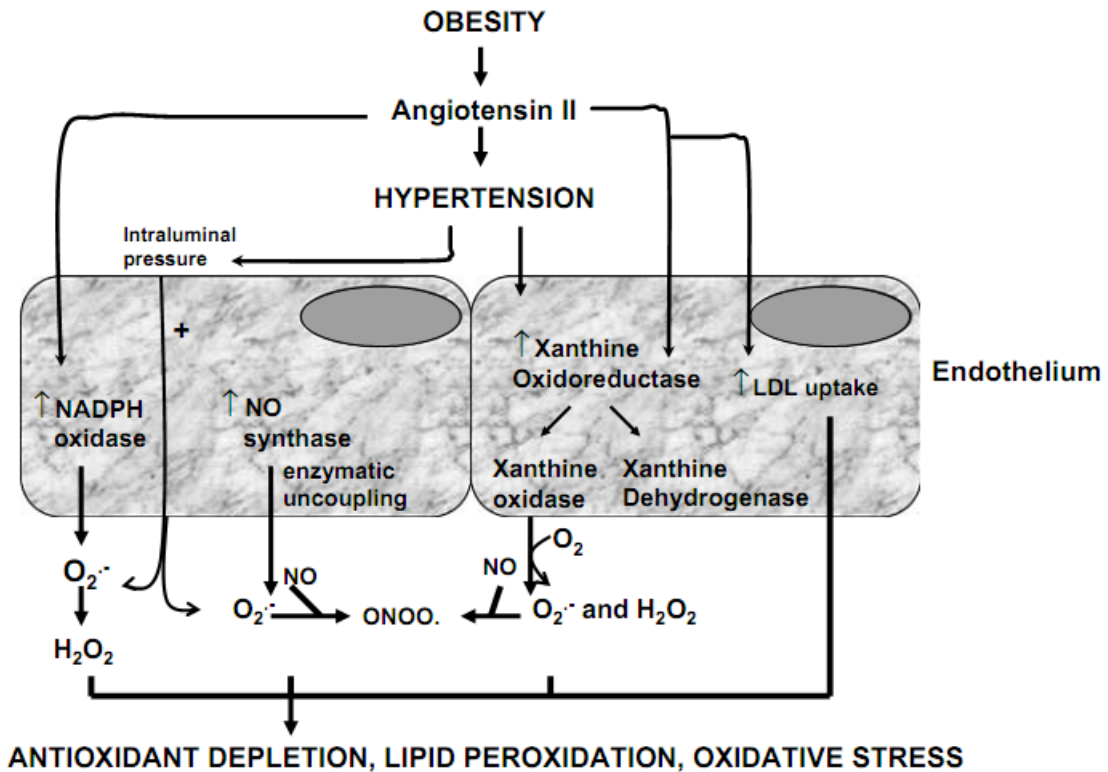 OBESITY
Angiotensin II
HYPERTENSION
Intraluminal
pressure
+
↑ Xanthine
Oxidoreductase
Endothelium
↑ LDL uptake
↑ NADPH
oxidase
↑ NO
synthase
enzymatic
uncoupling
Xanthine
oxidase
Xanthine
Dehydrogenase
O₂
NO
NO
O₂·-
O₂·-
ONOO.
O₂·- and H₂O₂
H₂O₂
ANTIOXIDANT DEPLETION, LIPID PEROXIDATION, OXIDATIVE STRESS